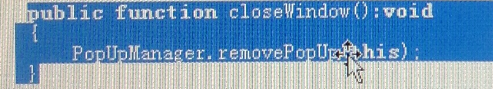 public function closeWindow():void
{
PopUpManager.removePopUp(this);
}